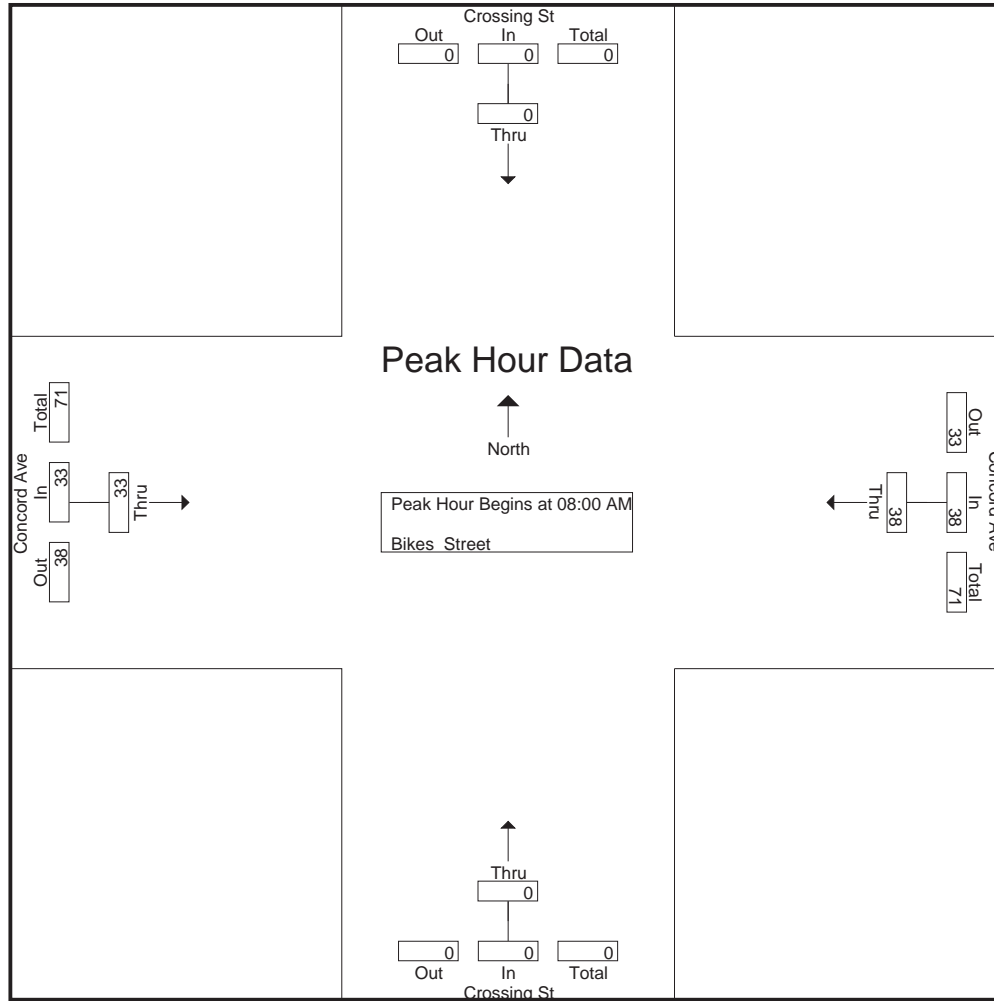 Crossing St
Out In Total
0 0 0
0
Thru
Peak Hour Data
North
Peak Hour Begins at 08:00 AM
Bikes Street
Concord Ave
Out In Total
38 33 71
33
Thru
Concord Ave
Out In Total
33 38 71
38
Thru
Thru
0
0 0 0
Out In Total
Crossing St